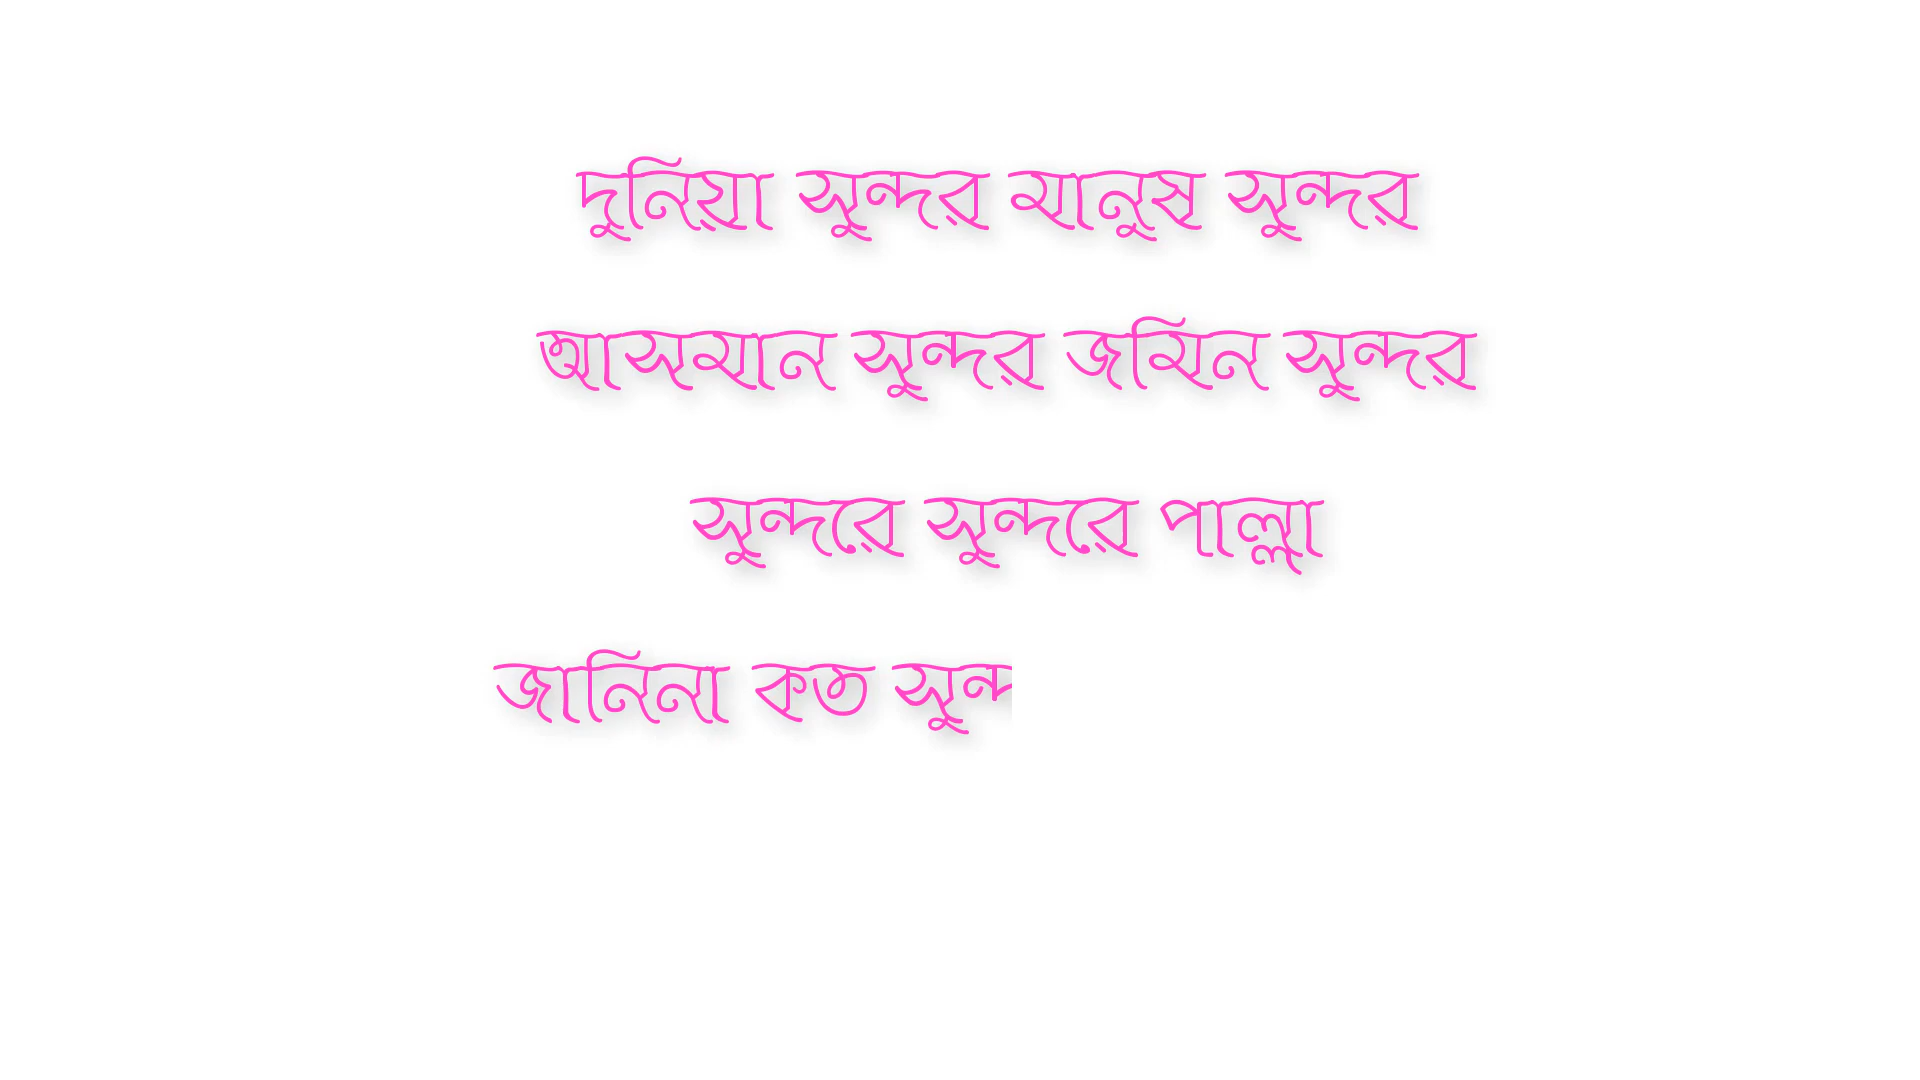 দুনিয়া সুন্দর মানুষ সুন্দর
আসমান সুন্দর জমিন সুন্দর
সুন্দরে সুন্দরে পাল্লা
জানিনা কত